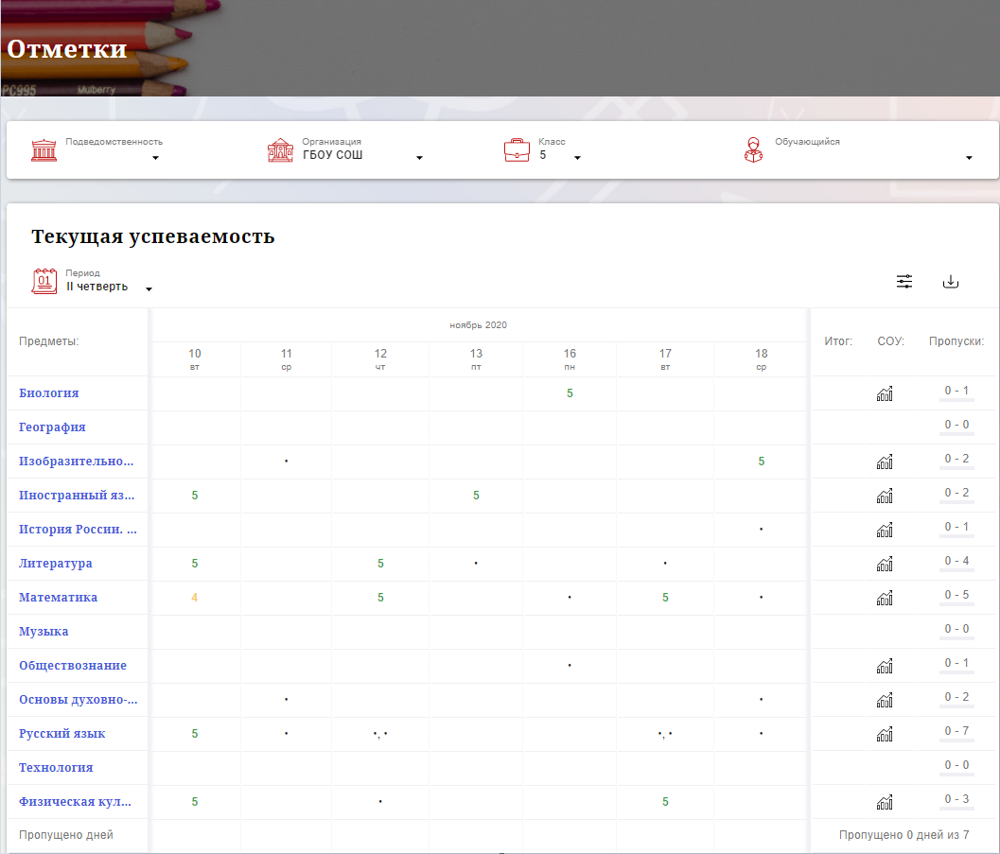 Отметки
PC995 Mulberry
Подведомственность
Организация
ГБОУ СОШ
Класс
5
Обучающийся
Текущая успеваемость
01
Период
II четверть
Предметы:
ноябрь 2020
Итог: СОУ: Пропуски:
10 11 12 13 16 17 18
вт ср чт пт пн вт ср
Биология 5 0 - 1
География 0 - 0
Изобразительно... • 5 0 - 2
Иностранный яз... 5 5 0 - 2
История России. ... • 0 - 1
Литература 5 5 • • 0 - 4
Математика 4 5 • 5 • 0 - 5
Музыка 0 - 0
Обществознание • 0 - 1
Основы духовно-... • • 0 - 2
Русский язык 5 • •, • •, • • 0 - 7
Технология 0 - 0
Физическая кул... 5 • 5 0 - 3
Пропущено дней Пропущено 0 дней из 7